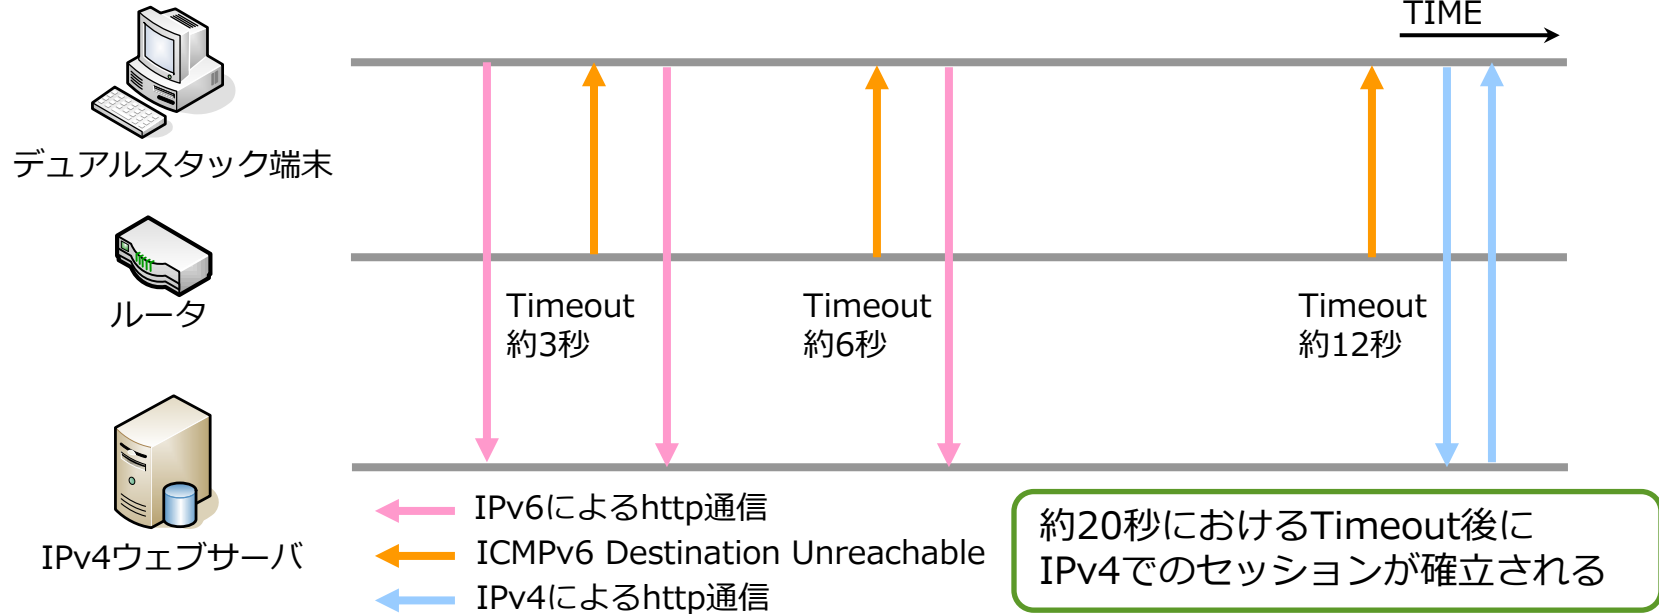 TIME
デュアルスタック端末
ルータ
Timeout
約3秒
Timeout
約6秒
Timeout
約12秒
IPv4ウェブサーバ
IPv6によるhttp通信
ICMPv6 Destination Unreachable
IPv4によるhttp通信
約20秒におけるTimeout後に
IPv4でのセッションが確立される